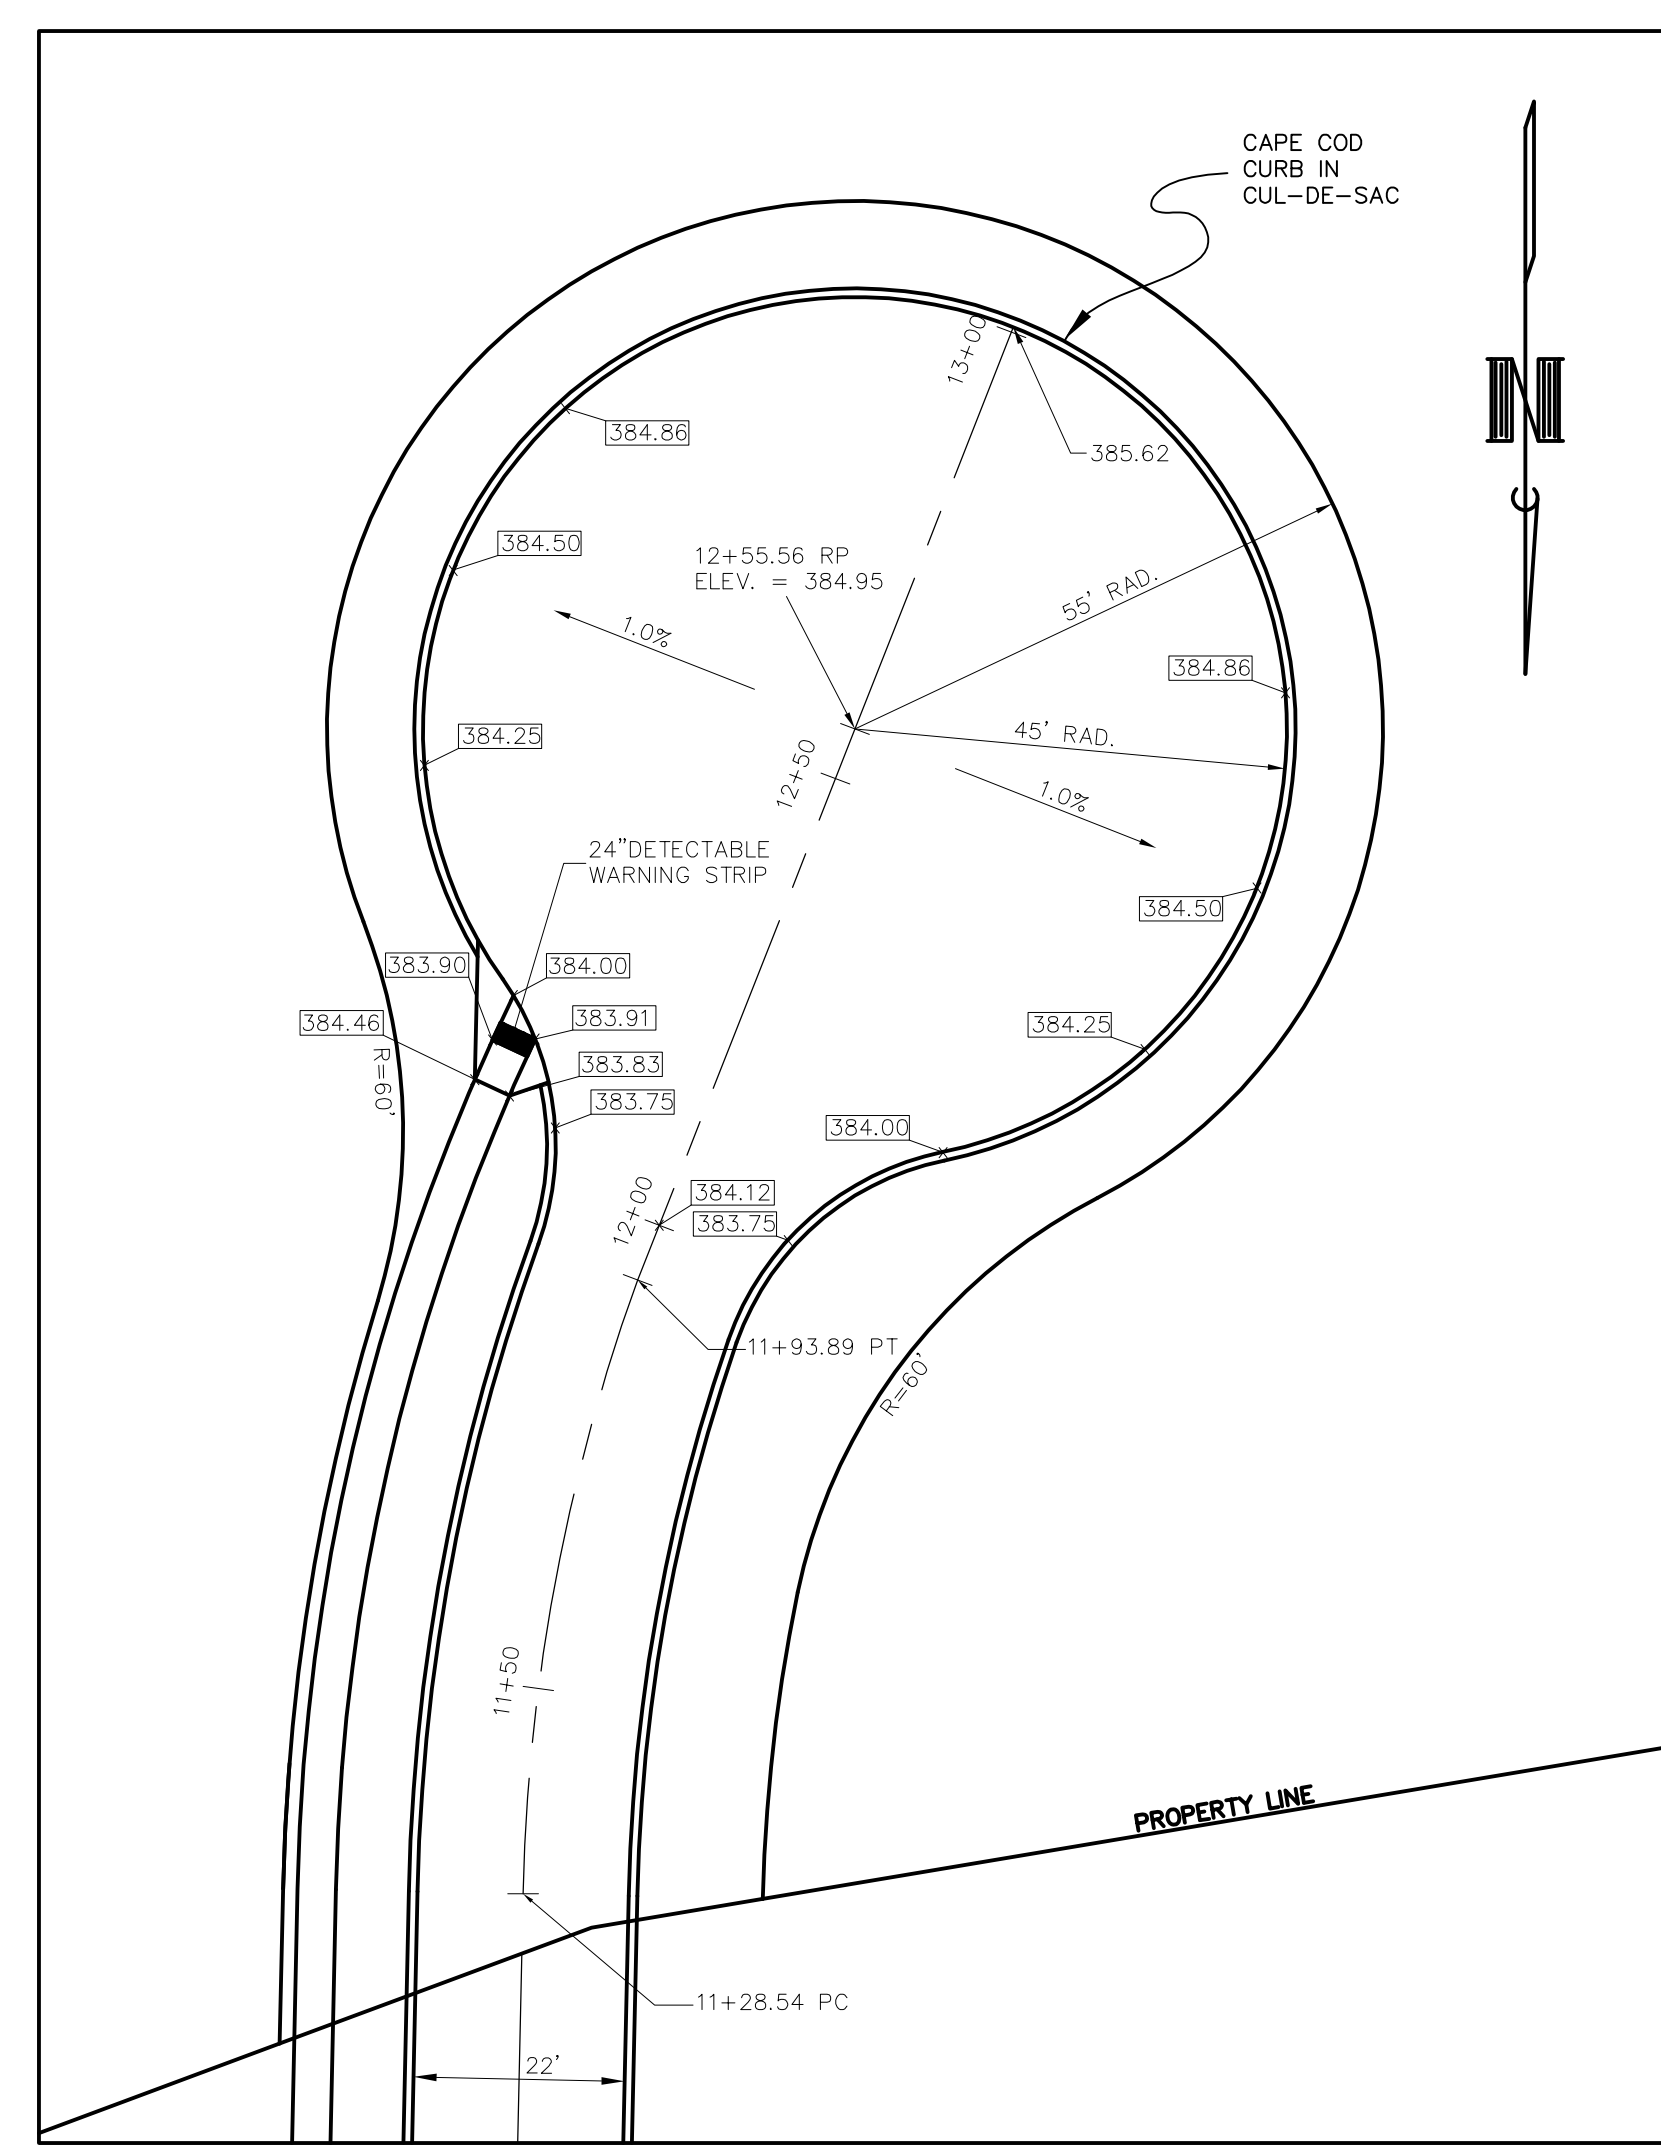 CAPE COD
CURB IN
CUL-DE-SAC
N
13+00
384.86
385.62
384.50
12+55.56 RP
ELEV. = 384.95
55' RAD.
1.0%
384.86
384.25
45' RAD.
12+50
1.0%
24"DETECTABLE
WARNING STRIP
384.50
383.90
384.00
384.46
383.91
384.25
R=60'
383.83
383.75
384.00
12+00
384.12
383.75
11+93.89 PT
R=60'
11+50
PROPERTY LINE
11+28.54 PC
22'